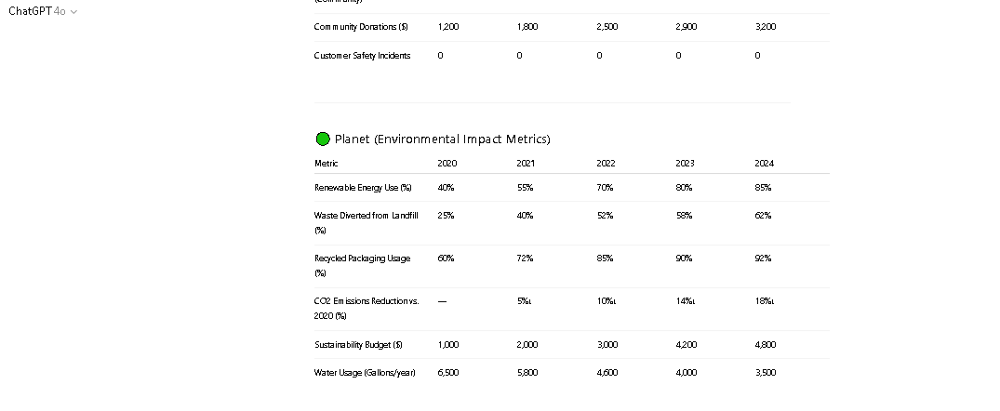 ChatGPT 4o
(Community)
Community Donations ($) 1,200 1,800 2,500 2,900 3,200
Customer Safety Incidents 0 0 0 0 0
Planet (Environmental Impact Metrics)
Metric 2020 2021 2022 2023 2024
Renewable Energy Use (%) 40% 55% 70% 80% 85%
Waste Diverted from Landfill 25% 40% 52% 58% 62%
(%)
Recycled Packaging Usage 60% 72% 85% 90% 92%
(%)
CO2 Emissions Reduction vs. — 5%↓ 10%↓ 14%↓ 18%↓
2020 (%)
Sustainability Budget ($) 1,000 2,000 3,000 4,200 4,800
Water Usage (Gallons/year) 6,500 5,800 4,600 4,000 3,500